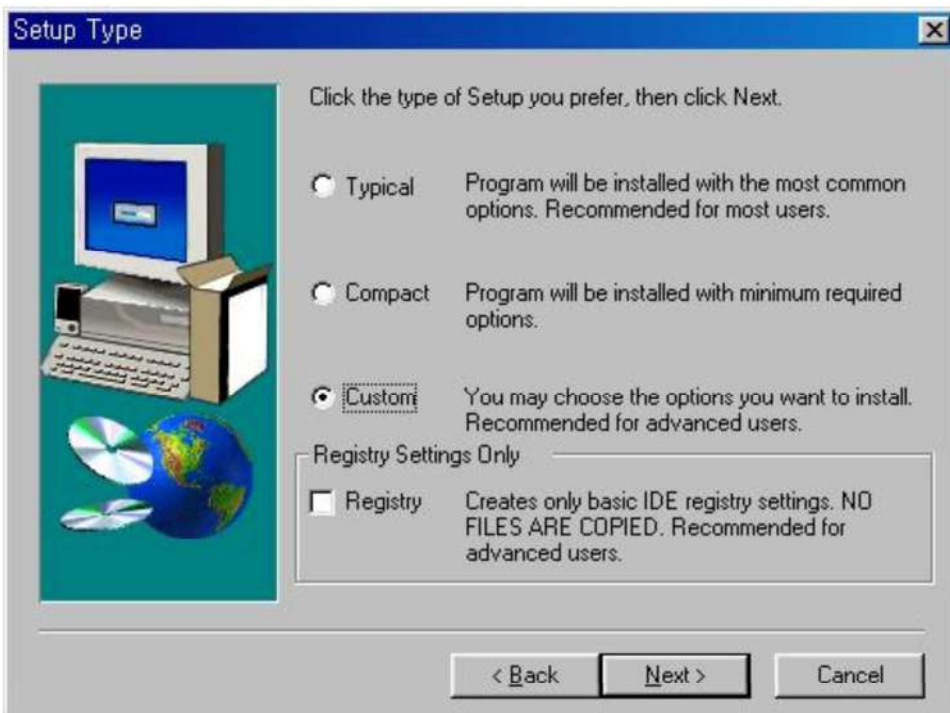 Setup Type
Click the type of Setup you prefer, then click Next.
Typical
Program will be installed with the most common
options. Recommended for most users.
Compact
Program will be installed with minimum required
options.
Custom
You may choose the options you want to install.
Recommended for advanced users.
Registry Settings Only
Registry
Creates only basic IDE registry settings. NO
FILES ARE COPIED. Recommended for
advanced users.
< Back
Next >
Cancel